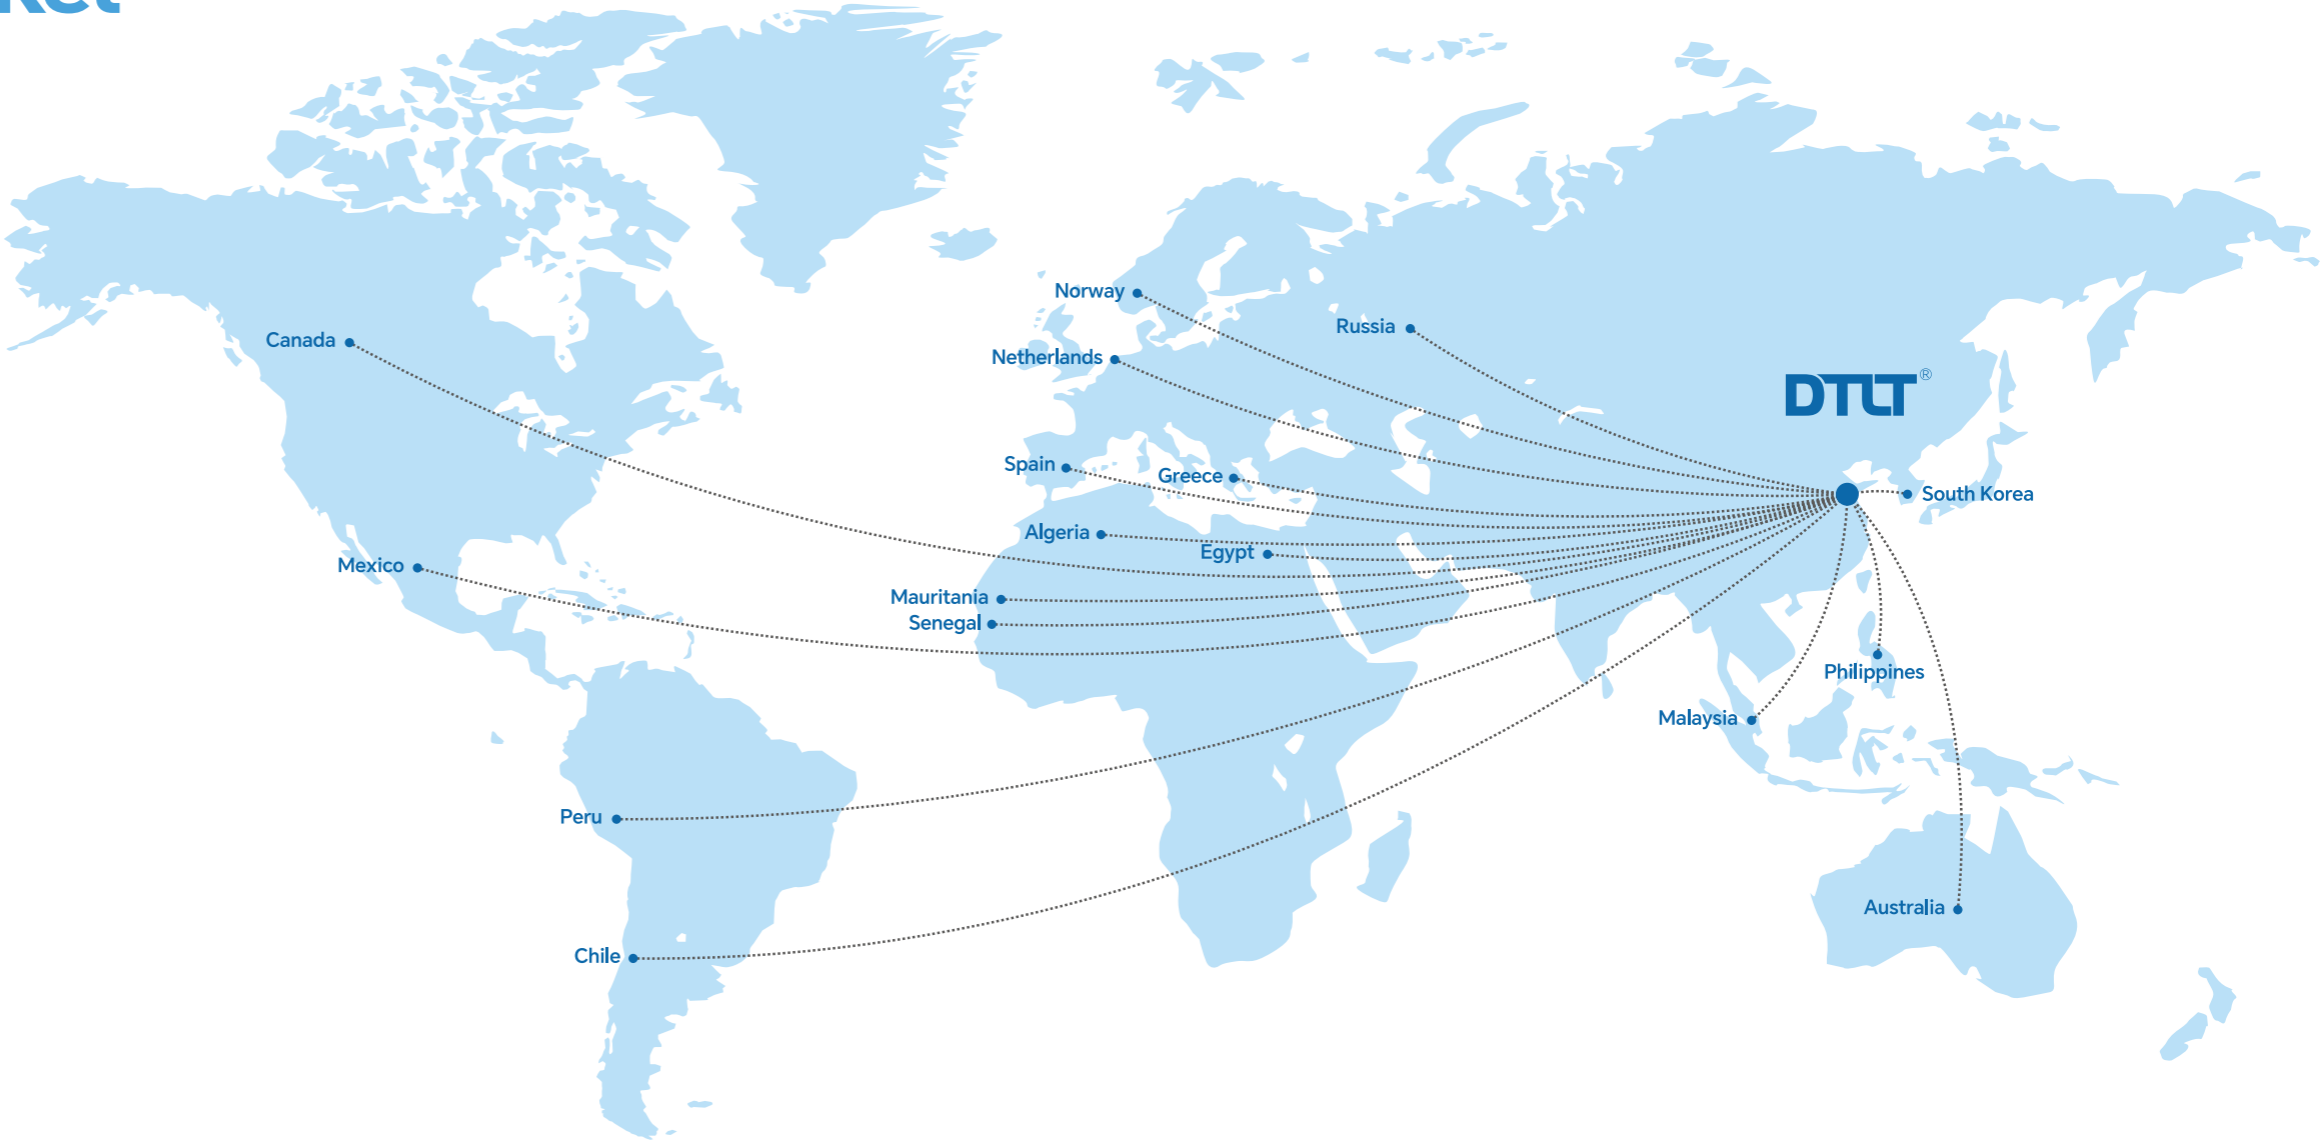 Norway
Russia
Canada
Netherlands
DTLT®
Spain
Greece
South Korea
Algeria
Egypt
Mexico
Mauritania
Senegal
Philippines
Malaysia
Peru
Australia
Chile